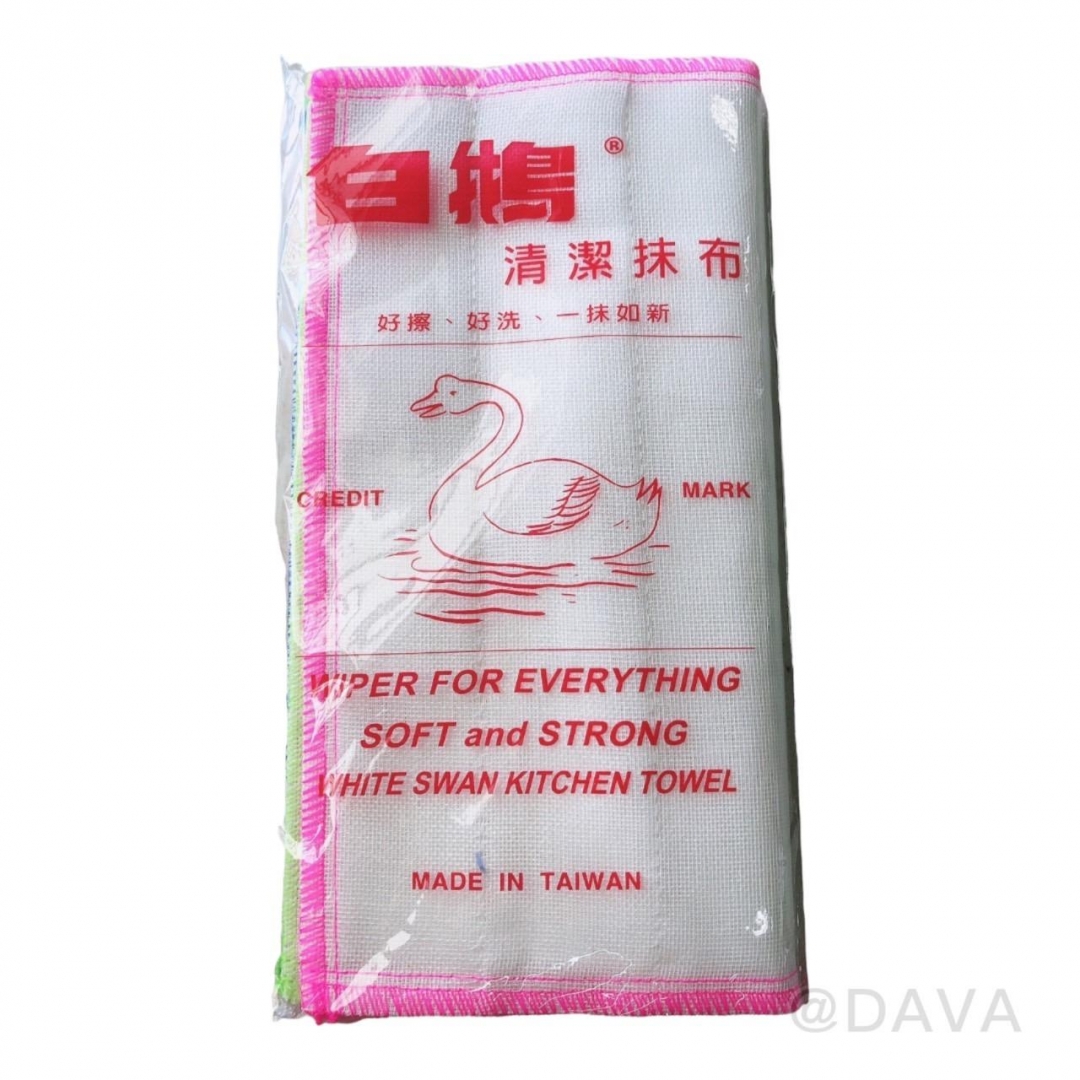 白鵝®
清潔抹布
好擦、好洗、一抹如新
CREDIT MARK
WIPER FOR EVERYTHING
SOFT and STRONG
WHITE SWAN KITCHEN TOWEL
MADE IN TAIWAN
@DAVA